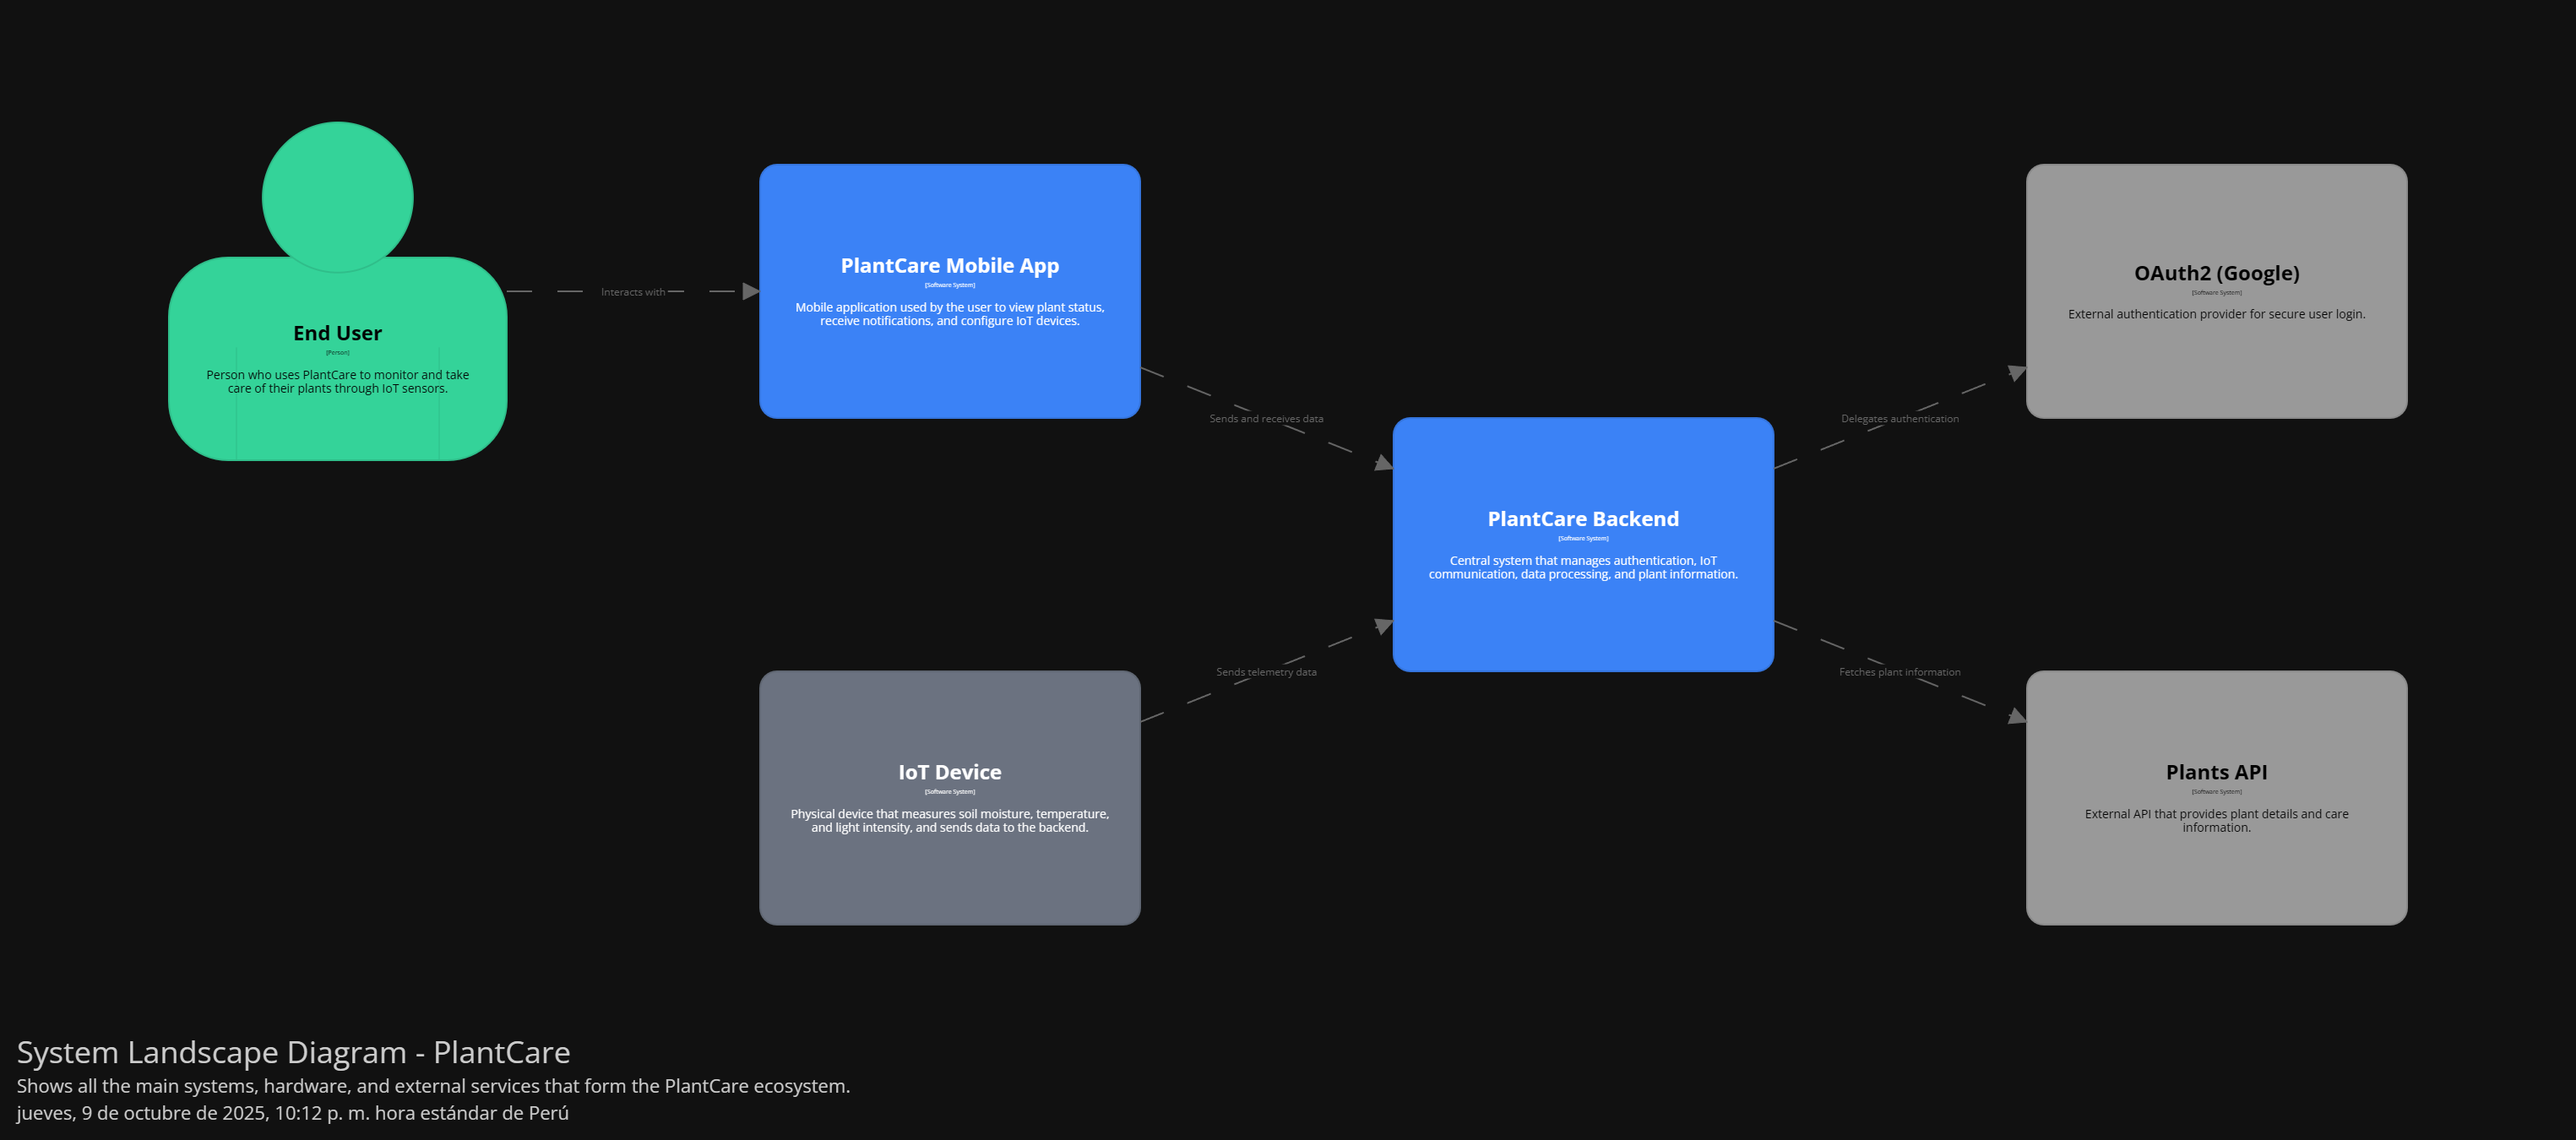 End User
[Person]
Person who uses PlantCare to monitor and take
care of their plants through IoT sensors.
Interacts with
PlantCare Mobile App
[Software System]
Mobile application used by the user to view plant status,
receive notifications, and configure IoT devices.
Sends and receives data
IoT Device
[Software System]
Physical device that measures soil moisture, temperature,
and light intensity, and sends data to the backend.
Sends telemetry data
PlantCare Backend
[Software System]
Central system that manages authentication, IoT
communication, data processing, and plant information.
Delegates authentication
OAuth2 (Google)
[Software System]
External authentication provider for secure user login.
Fetches plant information
Plants API
[Software System]
External API that provides plant details and care
information.
System Landscape Diagram - PlantCare
Shows all the main systems, hardware, and external services that form the PlantCare ecosystem.
jueves, 9 de octubre de 2025, 10:12 p. m. hora estándar de Perú